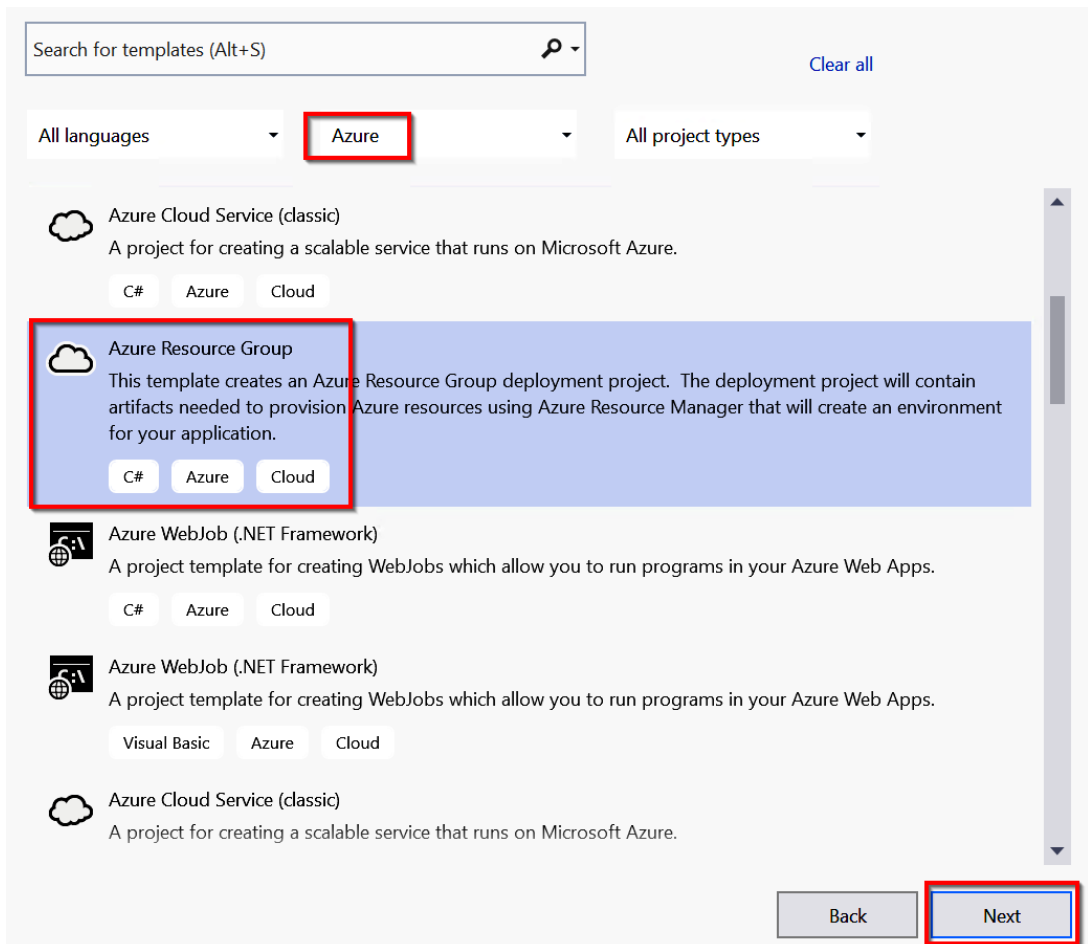 Search for templates (Alt+S)
Clear all
All languages
Azure
All project types
Azure Cloud Service (classic)
A project for creating a scalable service that runs on Microsoft Azure.
C# Azure Cloud
Azure Resource Group
This template creates an Azure Resource Group deployment project.  The deployment project will contain
artifacts needed to provision Azure resources using Azure Resource Manager that will create an environment
for your application.
C# Azure Cloud
Azure WebJob (.NET Framework)
A project template for creating WebJobs which allow you to run programs in your Azure Web Apps.
C# Azure Cloud
Azure WebJob (.NET Framework)
A project template for creating WebJobs which allow you to run programs in your Azure Web Apps.
Visual Basic Azure Cloud
Azure Cloud Service (classic)
A project for creating a scalable service that runs on Microsoft Azure.
Back
Next